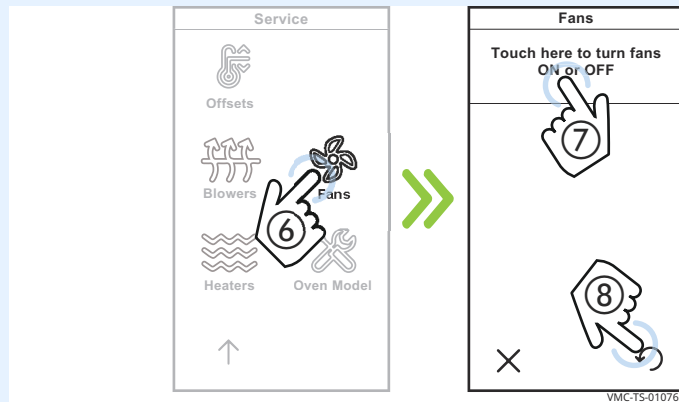 Service
Offsets
Blowers
Fans
6
Heaters
Oven Model
Fans
Touch here to turn fans
ON or OFF
7
8
VMC-TS-01076